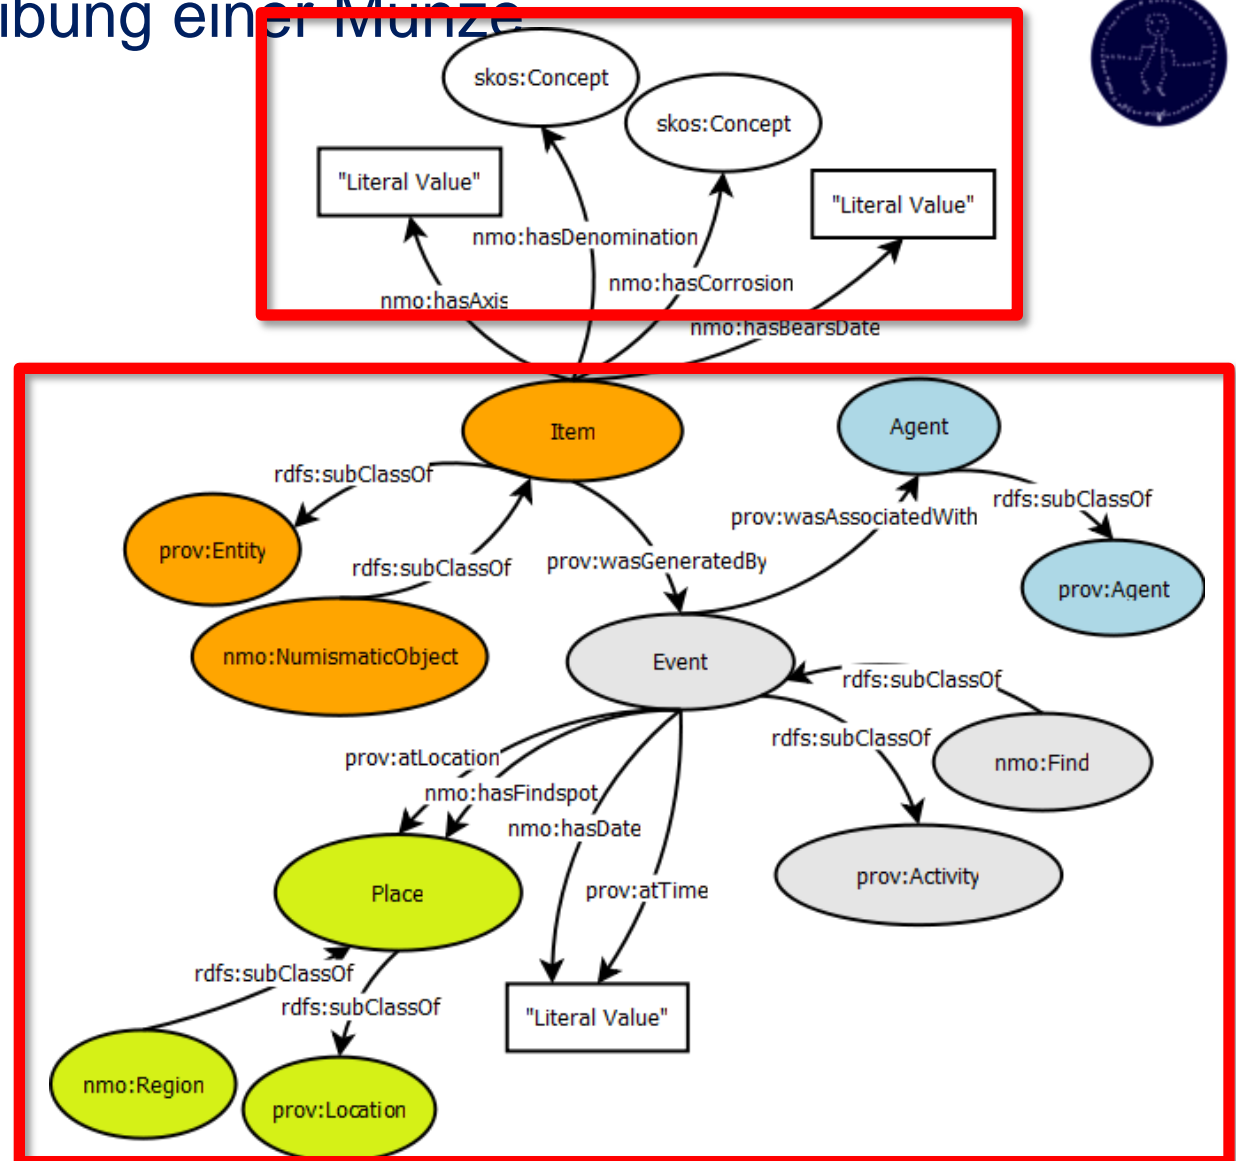 ibung einer Münze
skos:Concept
skos:Concept
"Literal Value"
"Literal Value"
nmo:hasDenomination
nmo:hasCorrosion
nmo:hasAxis
nmo:hasBearsDate
Item
Agent
rdfs:subClassOf
rdfs:subClassOf
prov:wasAssociatedWith
prov:Entity
prov:wasGeneratedBy
rdfs:subClassOf
prov:Agent
nmo:NumismaticObject
Event
rdfs:subClassOf
rdfs:subClassOf
prov:atLocation
nmo:Find
nmo:hasFindspot
nmo:hasDate
prov:Activity
prov:atTime
Place
rdfs:subClassOf
rdfs:subClassOf
"Literal Value"
nmo:Region
prov:Location